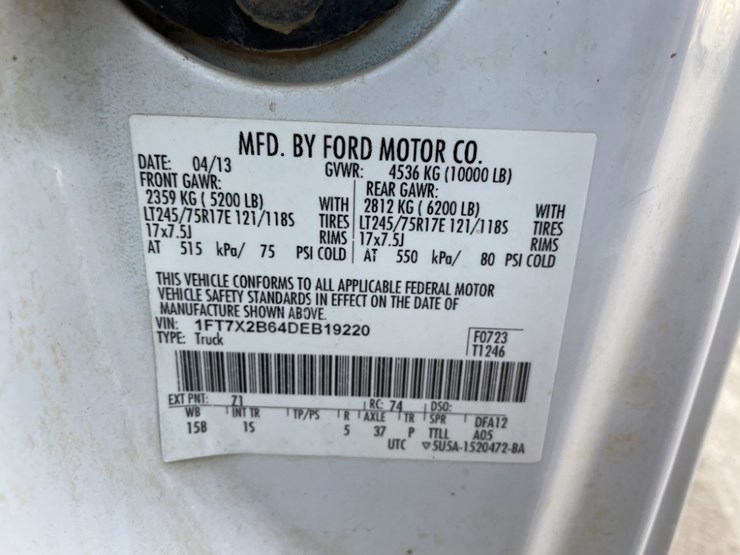 MFD. BY FORD MOTOR CO.
DATE: 04/13 GVWR: 4536 KG (10000 LB)
FRONT GAWR: REAR GAWR:
2359 KG ( 5200 LB) WITH 2812 KG ( 6200 LB) WITH
LT245/75R17E 121/118S TIRES LT245/75R17E 121/118S TIRES
17x7.5J RIMS 17x7.5J RIMS
AT 515 kPa/ 75 PSI COLD AT 550 kPa/ 80 PSI COLD
THIS VEHICLE CONFORMS TO ALL APPLICABLE FEDERAL MOTOR
VEHICLE SAFETY STANDARDS IN EFFECT ON THE DATE OF
MANUFACTURE SHOWN ABOVE.
VIN: 1FT7X2B64DEB19220 F0723
TYPE: Truck T1246
EXT PNT: Z1 RC: 74 DSO:
WB INT TR TP/PS R AXLE TR SPR DFA12
158 1S 5 37 P TTLL A05
UTC ▽5U5A-1520472-BA